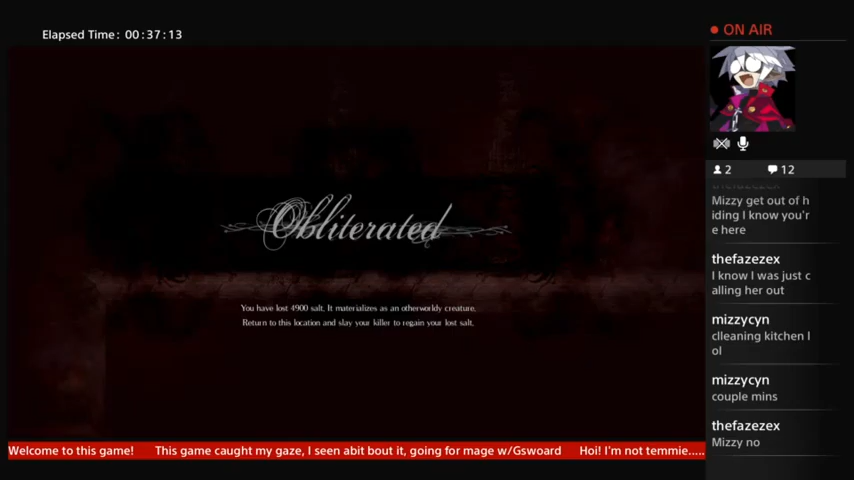 Elapsed Time: 00:37:13
ON AIR
2
12
Mizzy get out of h
iding I know you'r
e here
thefazezex
I know I was just c
alling her out
mizzycyn
clleaning kitchen l
ol
mizzycyn
couple mins
thefazezex
Mizzy no
Obliterated
You have lost 4900 salt. It materializes as an otherworldly creature.
Return to this location and slay your killer to regain your lost salt.
Welcome to this game! This game caught my gaze, I seen abit bout it, going for mage w/Gswoard Hoi! I'm not temmie.....